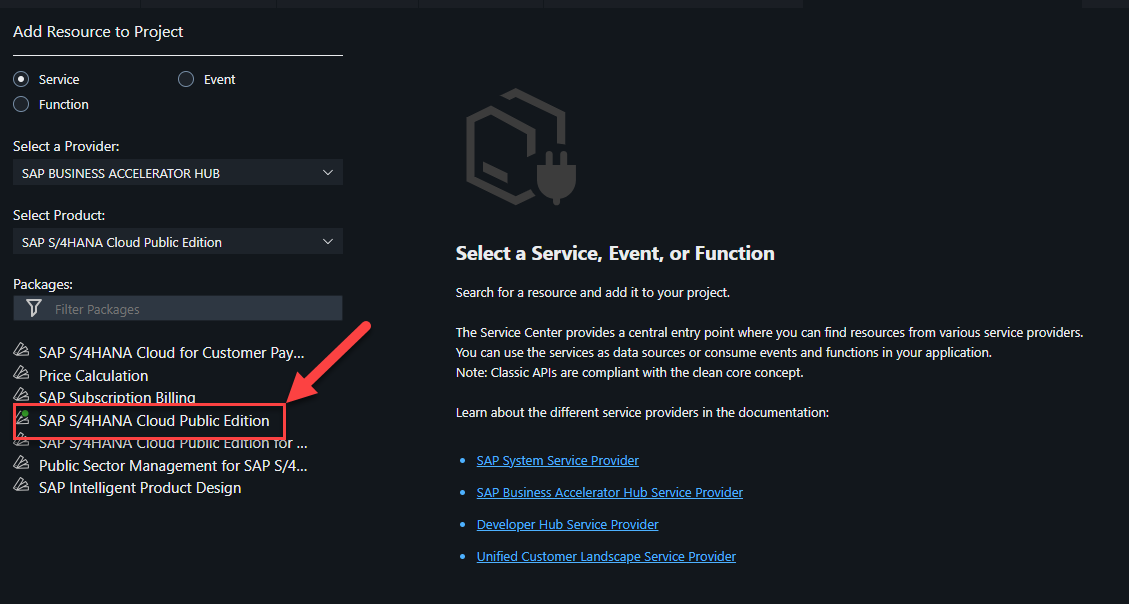 Add Resource to Project
Service
Event
Function
Select a Provider:
SAP BUSINESS ACCELERATOR HUB
Select Product:
SAP S/4HANA Cloud Public Edition
Packages:
Filter Packages
SAP S/4HANA Cloud for Customer Pay...
Price Calculation
SAP Subscription Billing
SAP S/4HANA Cloud Public Edition
SAP S/4HANA Cloud Public Edition for ...
Public Sector Management for SAP S/4...
SAP Intelligent Product Design
Select a Service, Event, or Function
Search for a resource and add it to your project.
The Service Center provides a central entry point where you can find resources from various service providers.
You can use the services as data sources or consume events and functions in your application.
Note: Classic APIs are compliant with the clean core concept.
Learn about the different service providers in the documentation:
SAP System Service Provider
SAP Business Accelerator Hub Service Provider
Developer Hub Service Provider
Unified Customer Landscape Service Provider